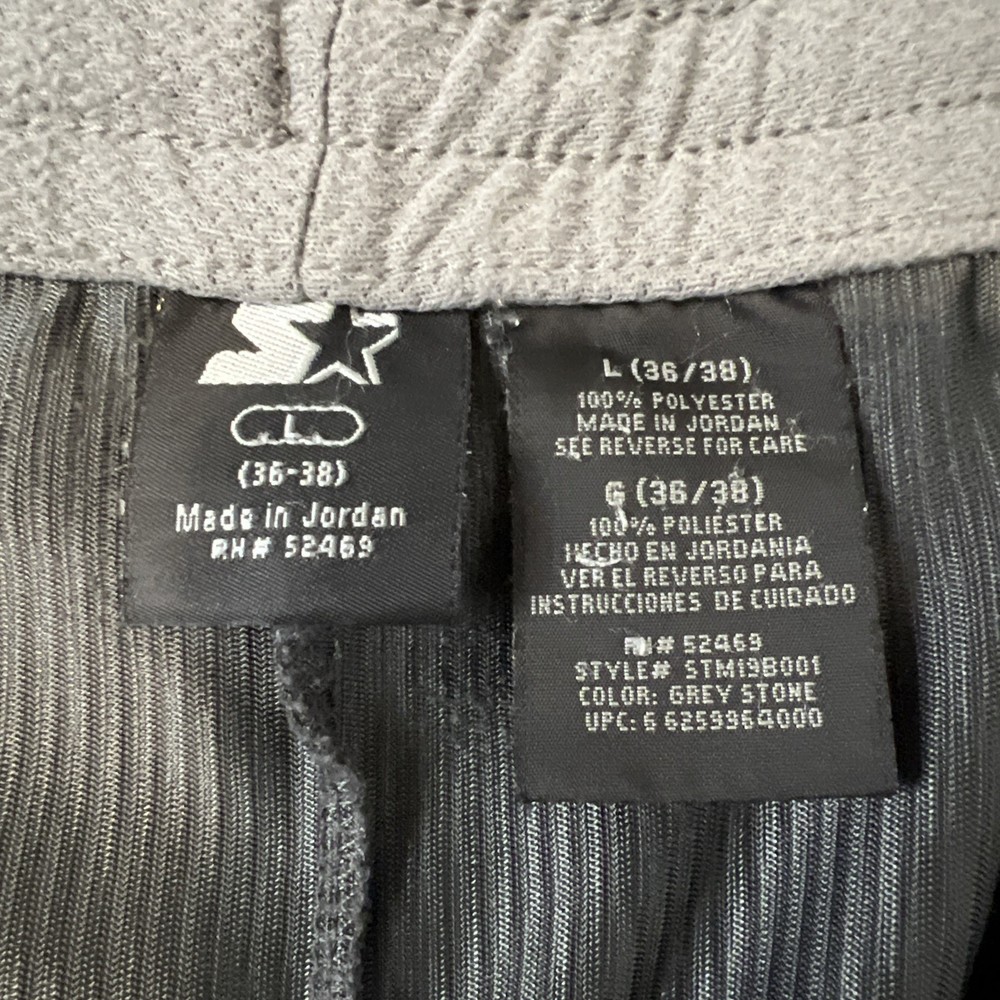 L
(36-38)
Made in Jordan
RN# 52469
L (36/38)
100% POLYESTER
MADE IN JORDAN
SEE REVERSE FOR CARE
G (36/38)
100% POLIÉSTER
HECHO EN JORDANIA
VER EL REVERSO PARA
INSTRUCCIONES DE CUIDADO
RN# 52469
STYLE# STM19B001
COLOR: GREY STONE
UPC: 6 6259964000